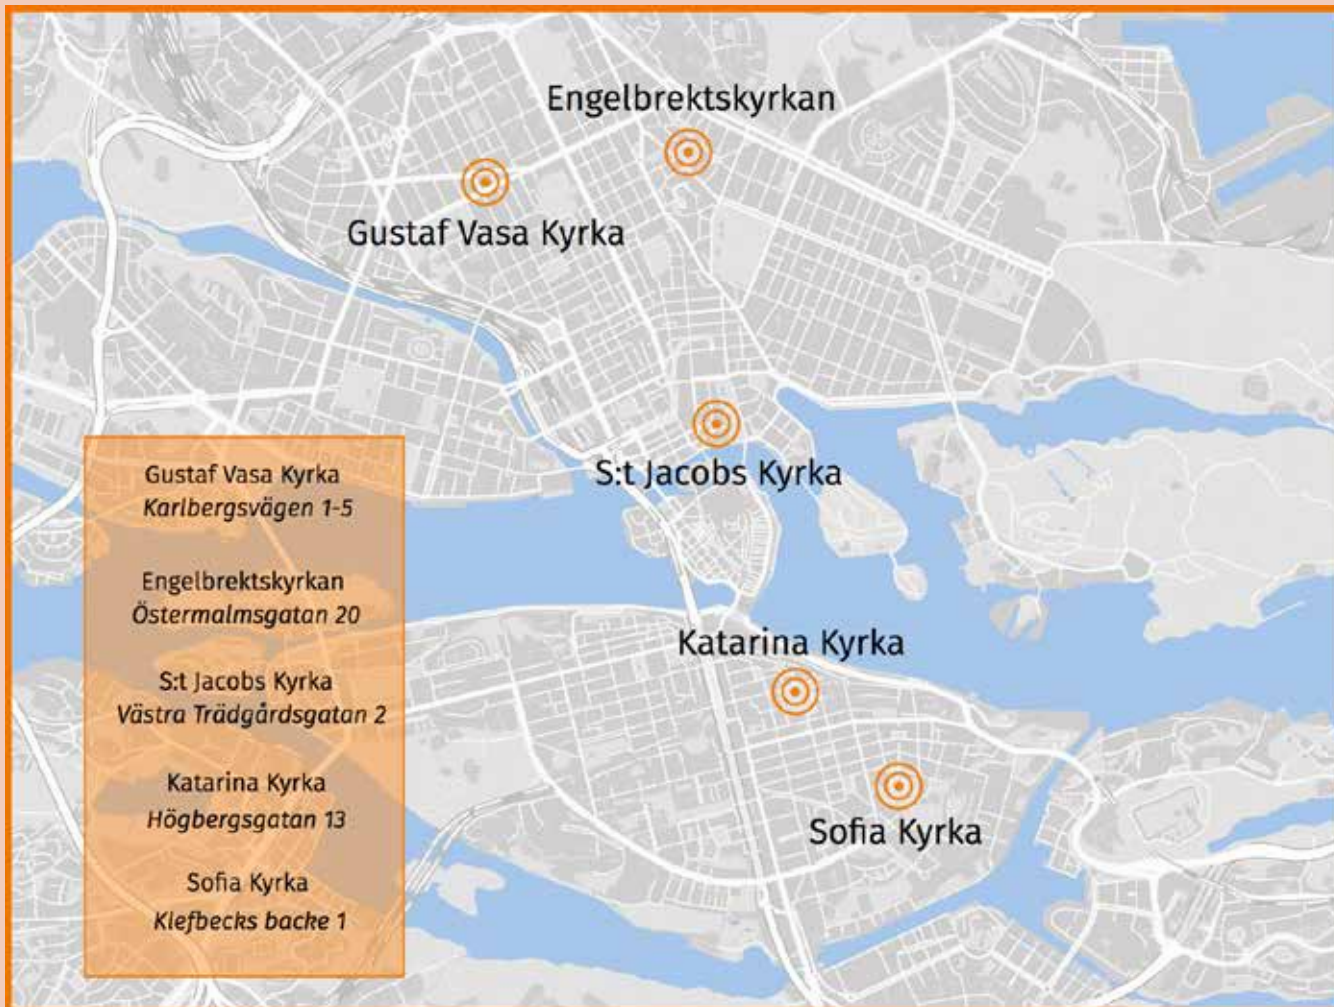 Engelbrektskyrkan
Gustaf Vasa Kyrka
S:t Jacobs Kyrka
Katarina Kyrka
Sofia Kyrka
Gustaf Vasa Kyrka
Karlbergsvägen 1-5
Engelbrektskyrkan
Östermalmsgatan 20
S:t Jacobs Kyrka
Västra Trädgårdsgatan 2
Katarina Kyrka
Högbergsgatan 13
Sofia Kyrka
Klefbecks backe 1